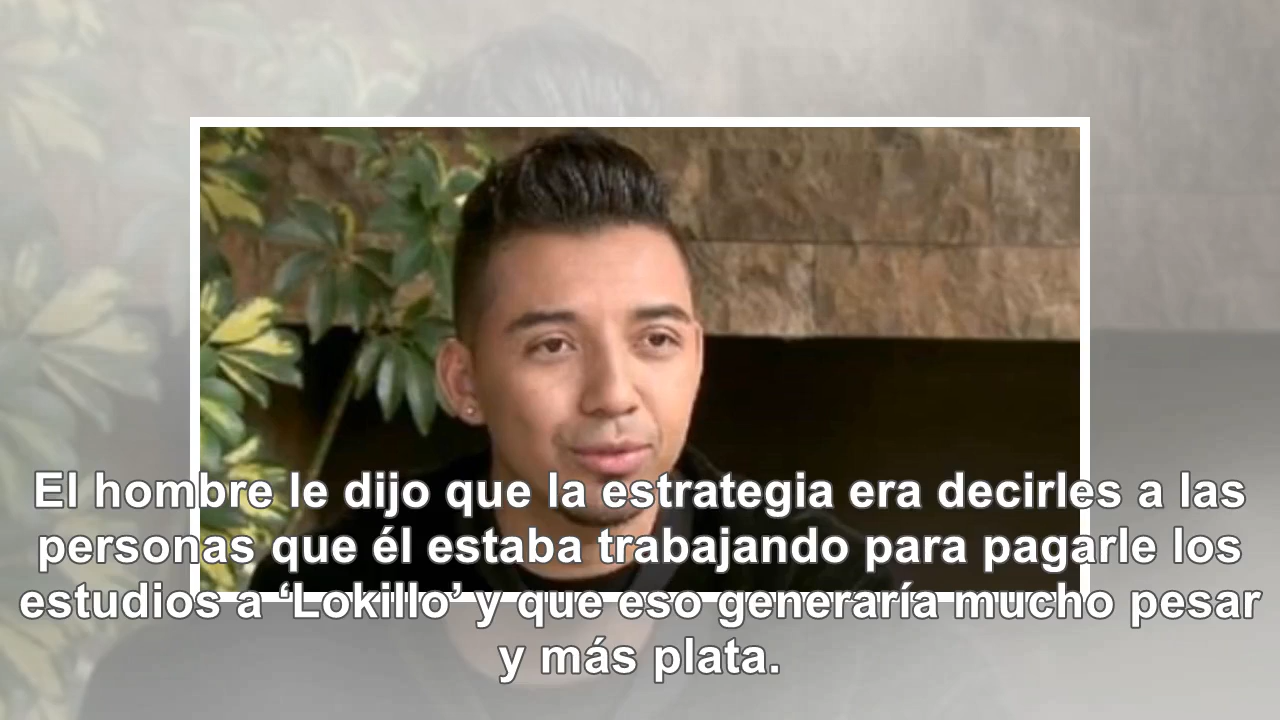 El hombre le dijo que la estrategia era decirles a las
personas que él estaba trabajando para pagarle los
estudios a ‘Lokillo’ y que eso generaría mucho pesar
y más plata.